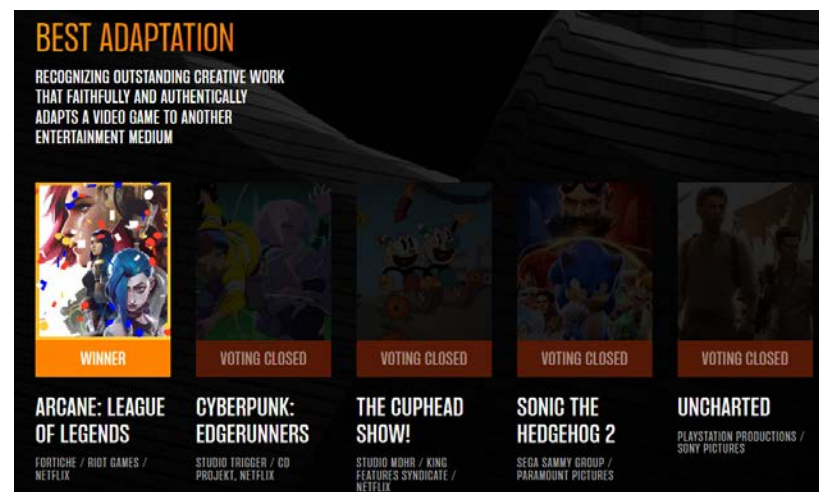 BEST ADAPTATION
RECOGNIZING OUTSTANDING CREATIVE WORK
THAT FAITHFULLY AND AUTHENTICALLY
ADAPTS A VIDEO GAME TO ANOTHER
ENTERTAINMENT MEDIUM
WINNER
VOTING CLOSED
VOTING CLOSED
VOTING CLOSED
VOTING CLOSED
ARCANE: LEAGUE
OF LEGENDS
FORTICHE / RIOT GAMES /
NETFLIX
CYBERPUNK:
EDGERUNNERS
STUDIO TRIGGER / CD
PROJEKT, NETFLIX
THE CUPHEAD
SHOW!
STUDIO MDHR / KING
FEATURES SYNDICATE /
NETFLIX
SONIC THE
HEDGEHOG 2
SEGA SAMMY GROUP /
PARAMOUNT PICTURES
UNCHARTED
PLAYSTATION PRODUCTIONS /
SONY PICTURES